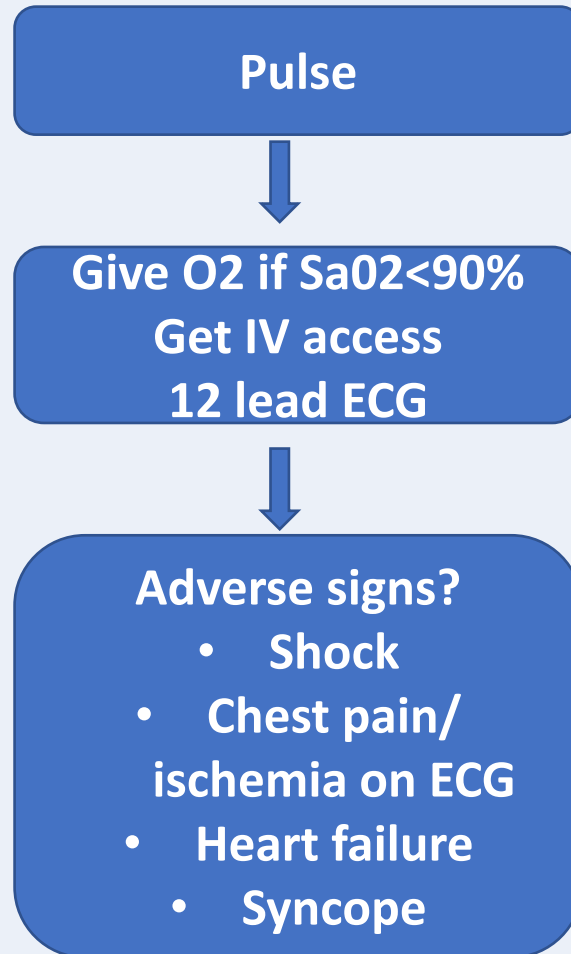 Pulse
Give O2 if Sa02<90%
Get IV access
12 lead ECG
Adverse signs?
• Shock
• Chest pain/
ischemia on ECG
• Heart failure
• Syncope